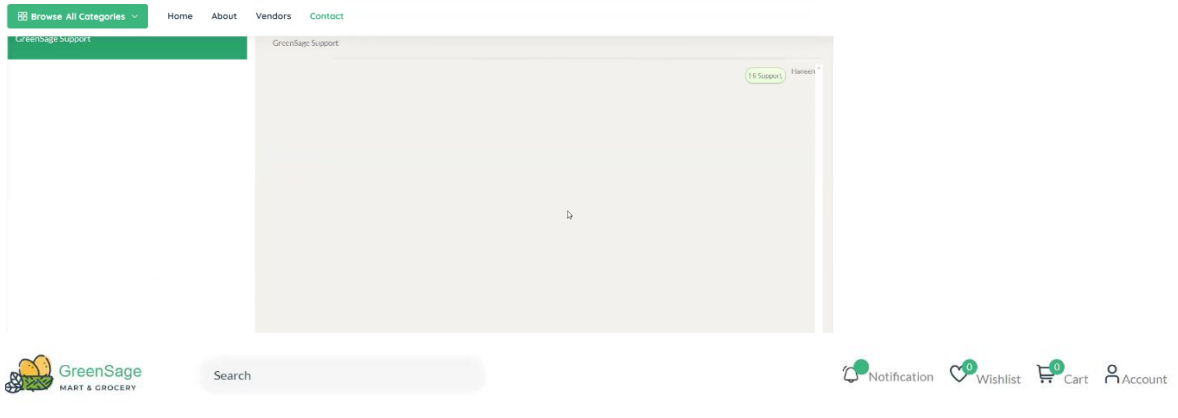 Browse All Categories Home About Vendors Contact
GreenSage Support
GreenSage Support
Support Haneen
GreenSage
MART & GROCERY
Search
Notification
0
Wishlist
0
Cart
Account